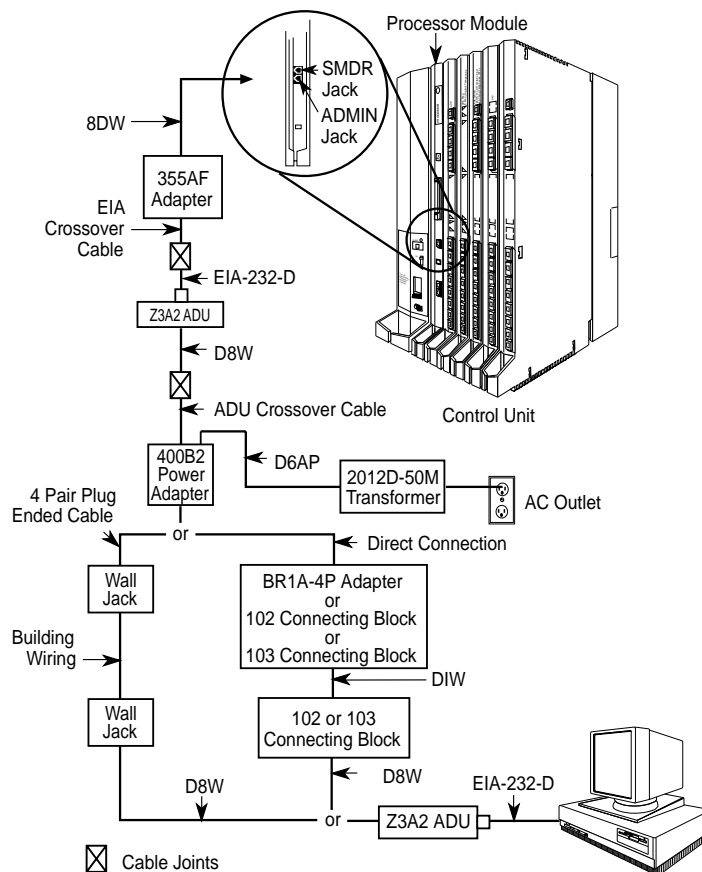 Processor Module
SMDR
Jack
ADMIN
Jack
8DW
355AF
Adapter
EIA
Crossover
Cable
EIA-232-D
Z3A2 ADU
D8W
ADU Crossover Cable
Control Unit
400B2
Power
Adapter
D6AP
2012D-50M
Transformer
AC Outlet
4 Pair Plug
Ended Cable
or
Direct Connection
Wall
Jack
BR1A-4P Adapter
or
102 Connecting Block
or
103 Connecting Block
Building
Wiring
DIW
Wall
Jack
102 or 103
Connecting Block
D8W
D8W
EIA-232-D
or
Z3A2 ADU
Cable Joints